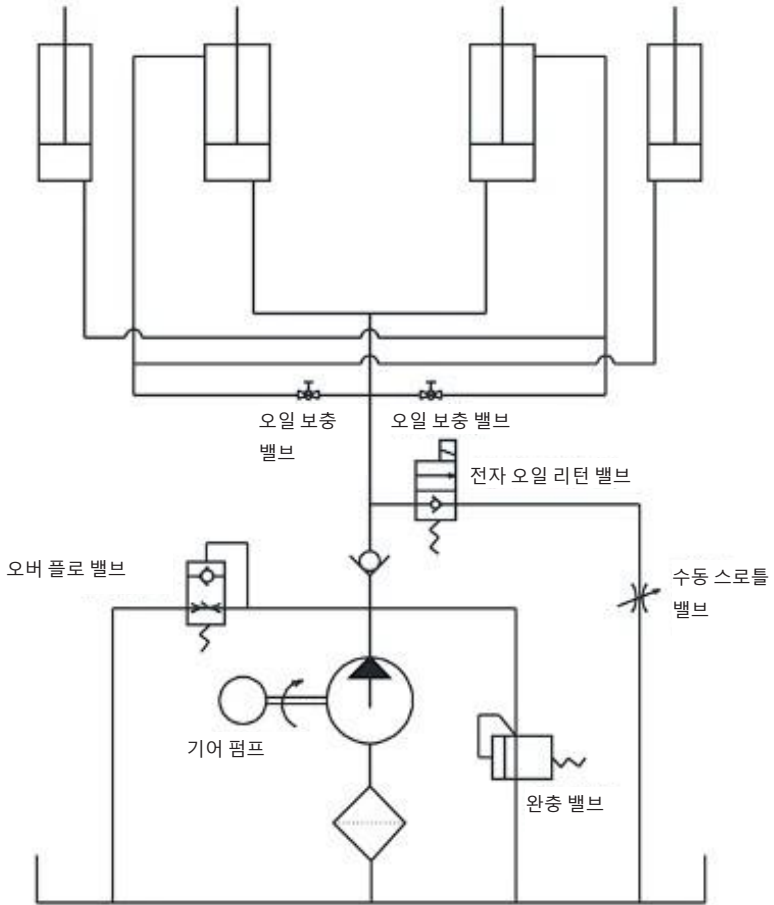 오일 보충
밸브
오일 보충 밸브
전자 오일 리턴 밸브
오버 플로 밸브
수동 스로틀
밸브
기어 펌프
완충 밸브